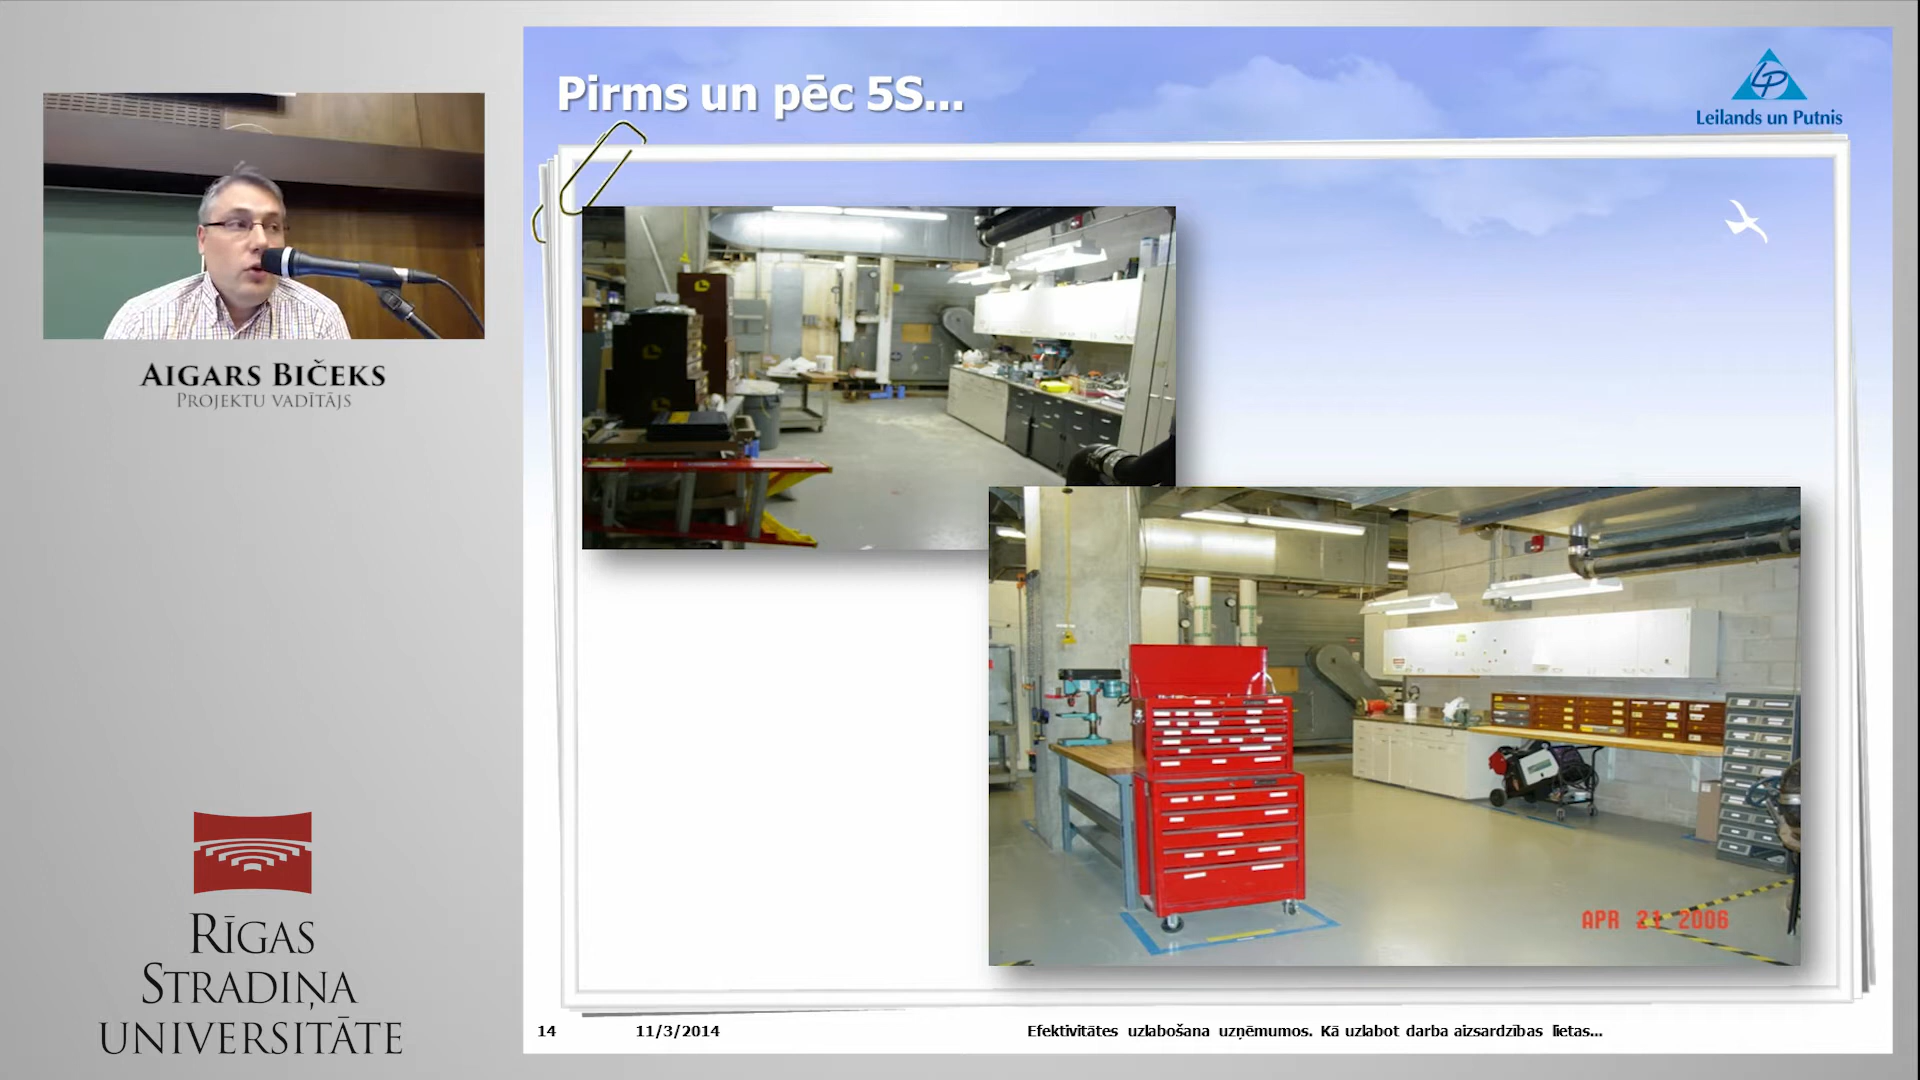 Pirms un pēc 5S...
Leilands un Putnis
AIGARS BIČEKS
PROJEKTU VADĪTĀJS
APR 21 2006
RĪGAS
STRADIŅA
UNIVERSITĀTE
14
11/3/2014
Efektivitātes uzlabošana uzņēmumos. Kā uzlabot darba aizsardzības lietas...